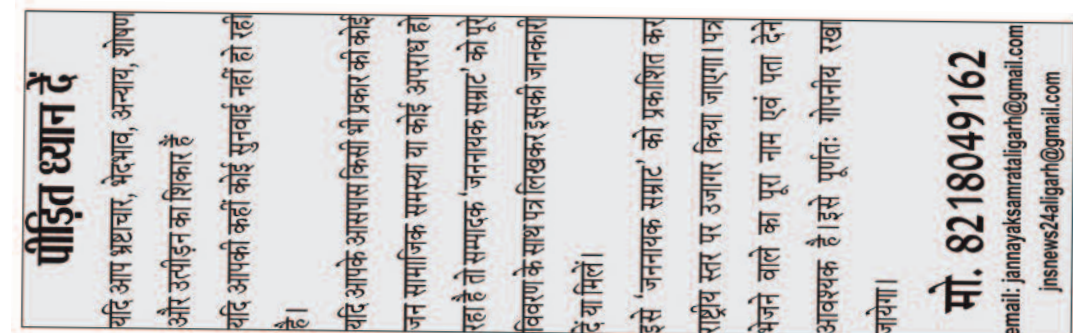 पीड़ित ध्यान दें
यदि आप भ्रष्टाचार, भेदभाव, अन्याय, शोषण
और उत्पीड़न का शिकार हैं
यदि आपकी कहीं कोई सुनवाई नहीं हो रही
है।
यदि आपके आसपास किसी भी प्रकार की कोई
जन सामाजिक समस्या या कोई अपराध हो
रहा है तो सम्पादक 'जननायक सम्राट' को पूरे
विवरण के साथ पत्र लिखकर इसकी जानकारी
दें या मिलें।
इसे 'जननायक सम्राट' को प्रकाशित कर
राष्ट्रीय स्तर पर उजागर किया जाएगा। पत्र
भेजने वाले का पूरा नाम एवं पता देने
आवश्यक है। इसे पूर्णतः गोपनीय रखा
जायेगा।
मो. 8218049162
email: jannayaksamrataligarh@gmail.com
jnsnews24aligarh@gmail.com